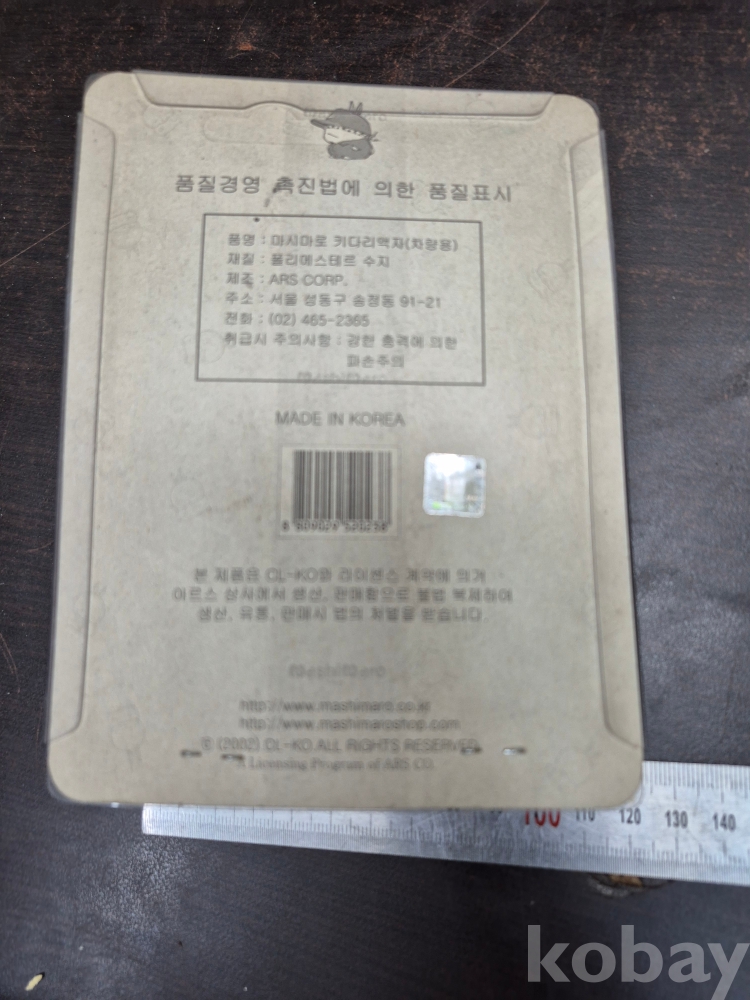 품질경영 촉진법에 의한 품질표시
품명 : 마시마로 키다리액자(차량용)
재질 : 폴리에스테르 수지
제조 : ARS CORP.
주소 : 서울 성동구 송정동 91-21
전화 : (02) 465-2365
취급시 주의사항 : 강한 충격에 의한
파손주의
MADE IN KOREA
본 제품은 CL-KO와 라이센스 계약에 의거
아르스 상사에서 생산, 판매함으로 불법 복제하여
생산, 유통, 판매시 법의 처벌을 받습니다.
http://www.mashimaro.co.kr
http://www.mashimaroshop.com
© (2002) CL-KO ALL RIGHTS RESERVED
A Licensing Program of ARS CO.
100 110 120 130 140
kobay